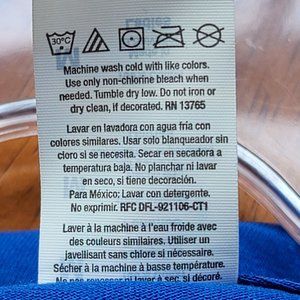 30°C
Machine wash cold with like colors.
Use only non-chlorine bleach when
needed. Tumble dry low. Do not iron or
dry clean, if decorated. RN 13765
Lavar en lavadora con agua fría con
colores similares. Usar solo blanqueador sin
cloro si se necesita. Secar en secadora a
temperatura baja. No planchar ni lavar
en seco, si tiene decoración.
Para México: Lavar con detergente.
No exprimir. RFC DFL-921106-CT1
Laver à la machine à l'eau froide avec
des couleurs similaires. Utiliser un
javellisant sans chlore si nécessaire.
Sécher à la machine à basse température.
Ne pas repasser ni